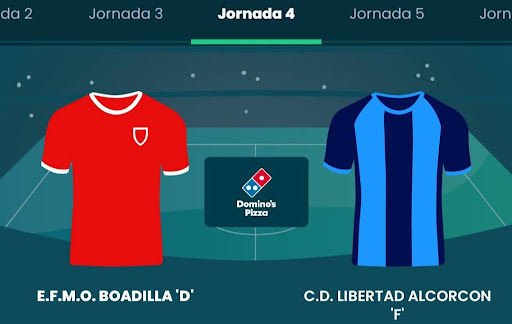 da 2
Jornada 3
Jornada 4
Jornada 5
Jorn
Domino's
Pizza
E.F.M.O. BOADILLA 'D'
C.D. LIBERTAD ALCORCON
'F'